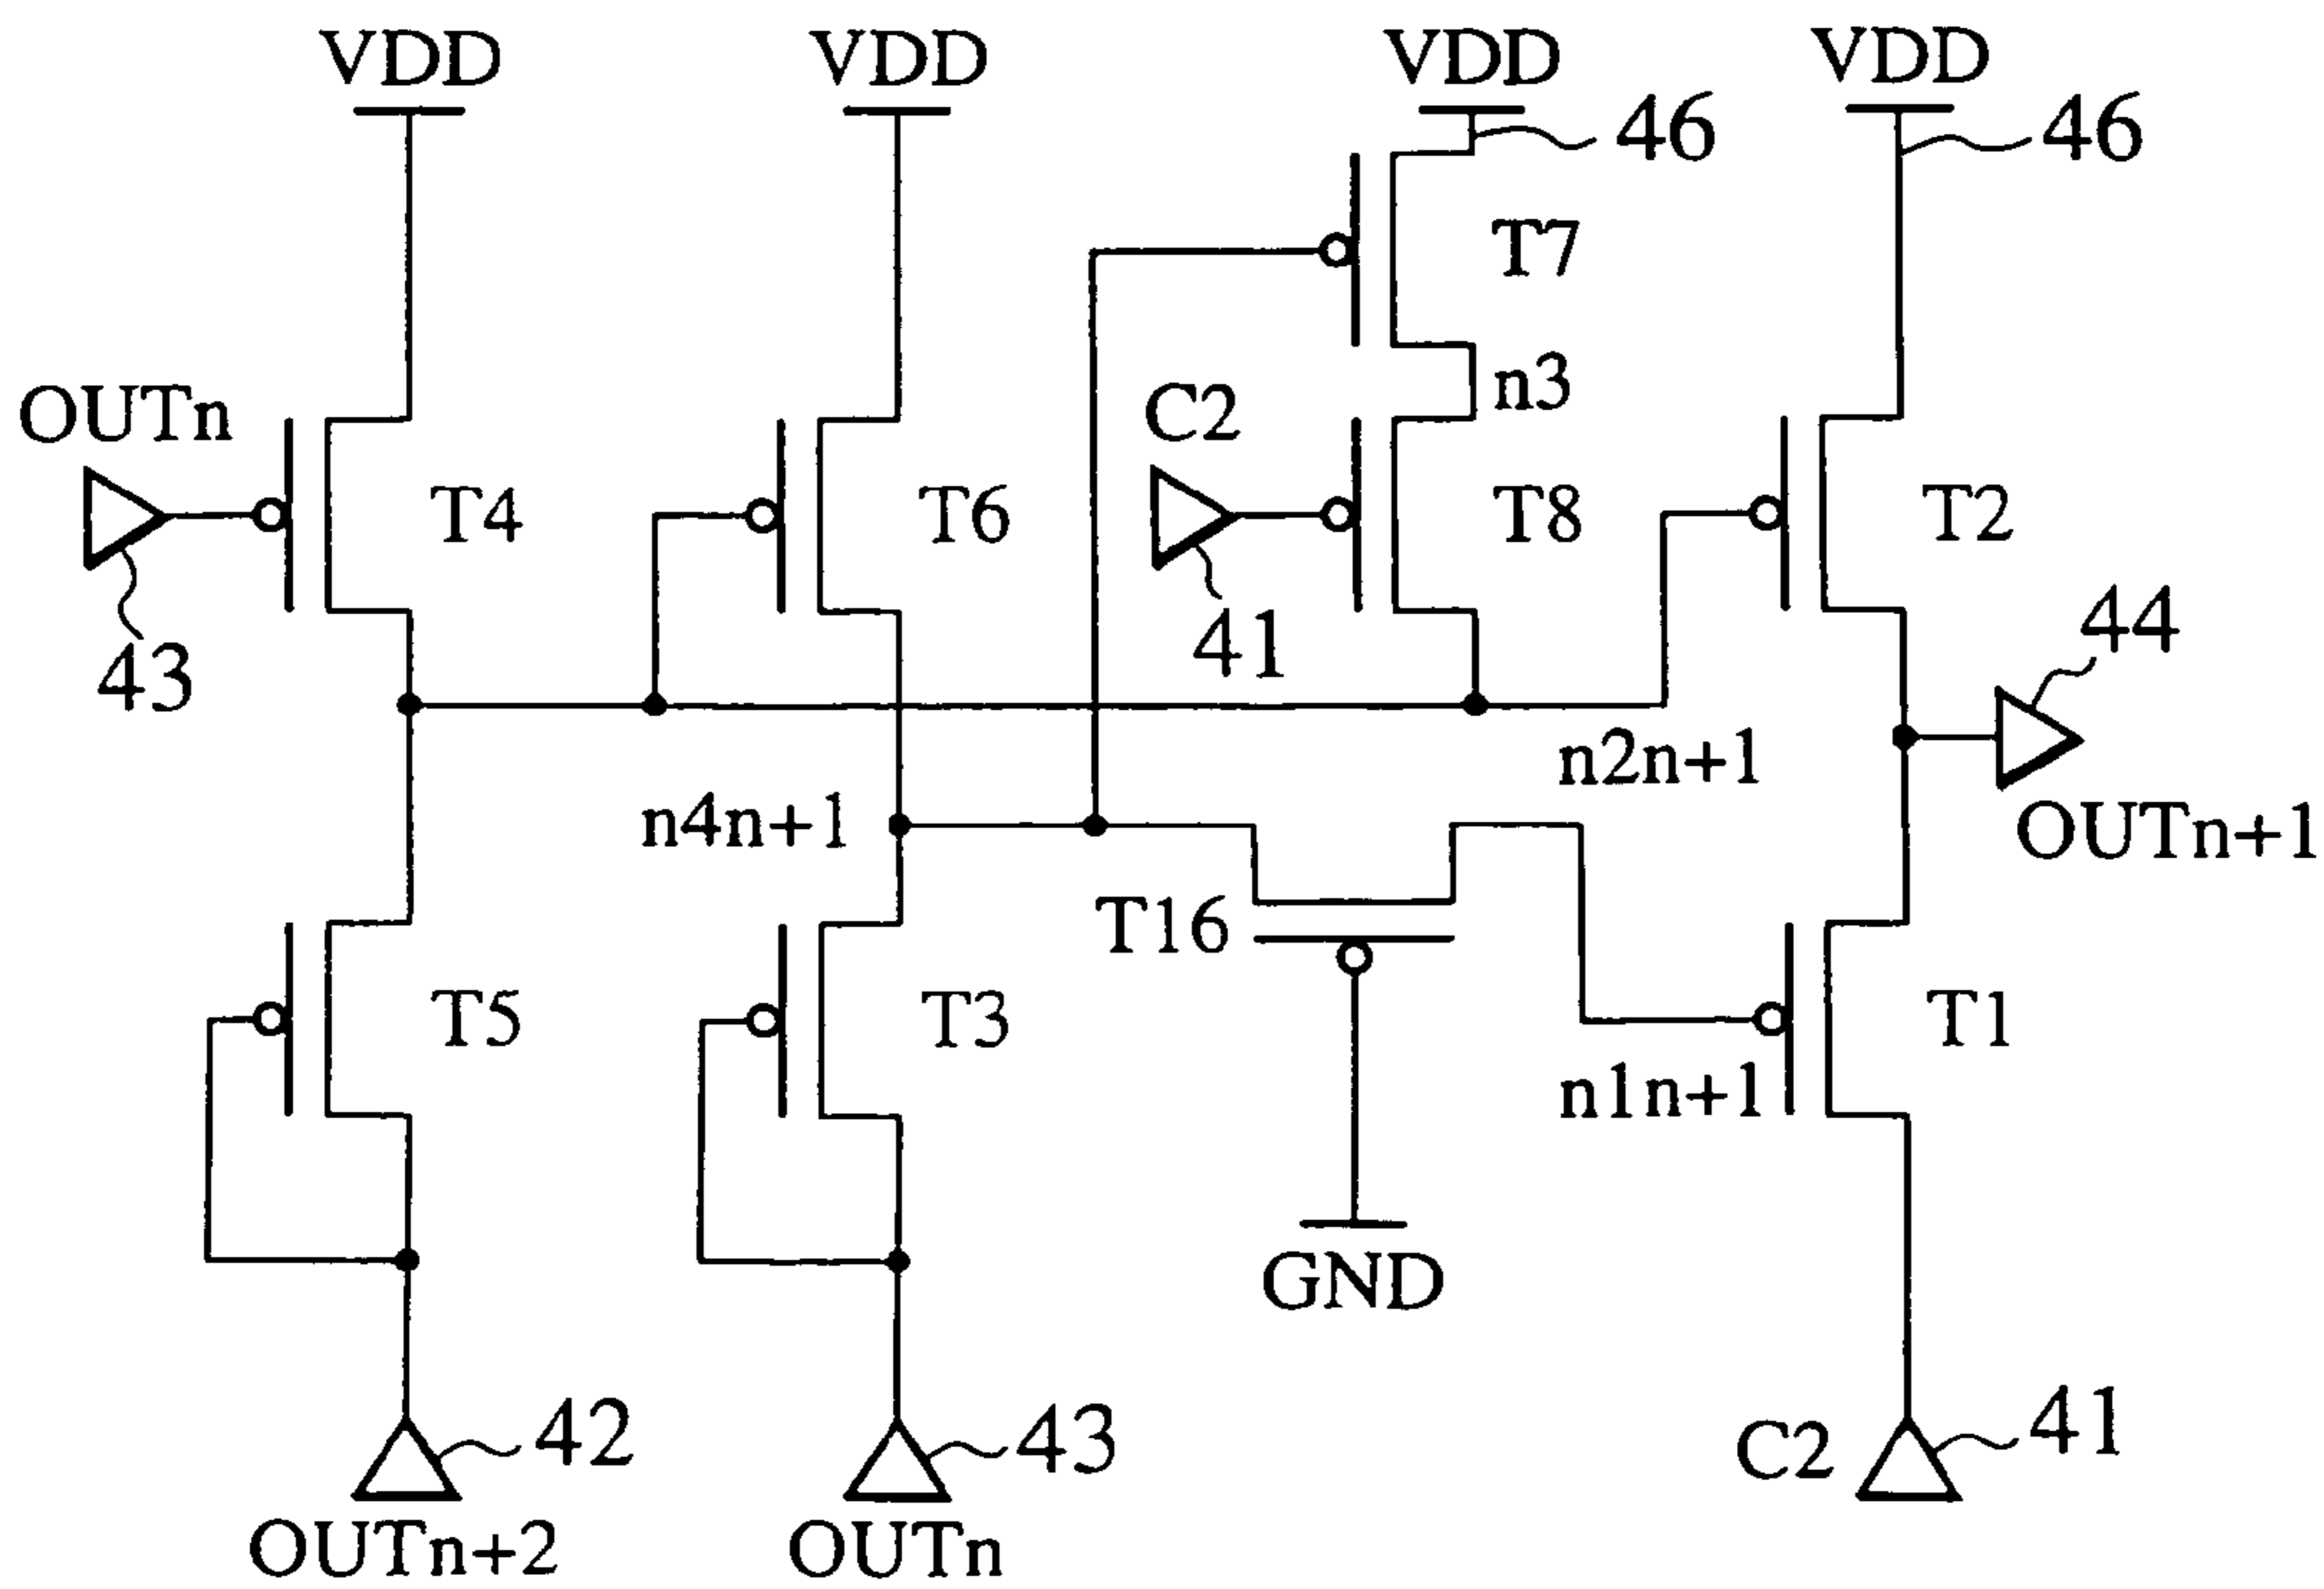 VDD
VDD
VDD
VDD
46
46
T7
n3
OUTn
C2
T4
T6
T8
T2
43
41
44
n2n+1
n4n+1
OUTn+1
T16
T5
T3
T1
n1n+1
GND
42
43
C2
41
OUTn+2
OUTn